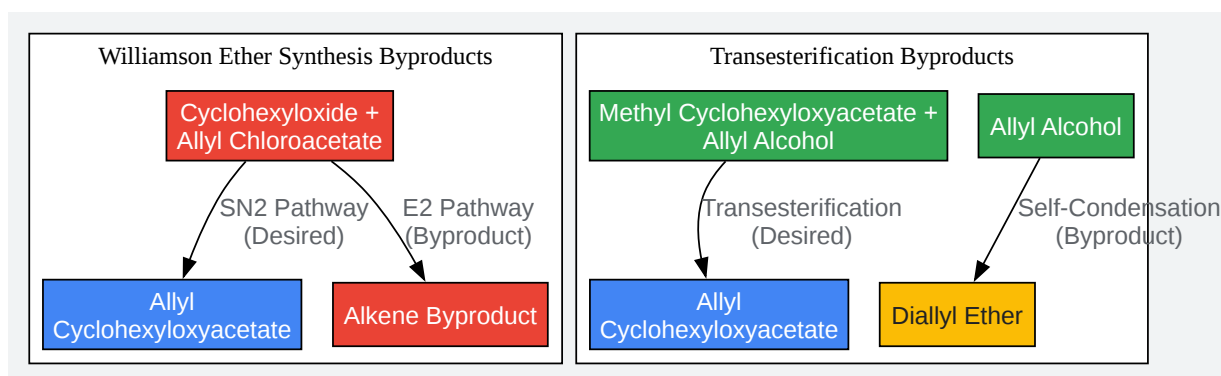 Williamson Ether Synthesis Byproducts
Cyclohexyloxide +
Allyl Chloroacetate
SN2 Pathway
(Desired)
E2 Pathway
(Byproduct)
Allyl
Cyclohexyloxyacetate
Alkene Byproduct
Transesterification Byproducts
Methyl Cyclohexyloxyacetate +
Allyl Alcohol
Allyl Alcohol
Transesterification
(Desired)
Self-Condensation
(Byproduct)
Allyl
Cyclohexyloxyacetate
Diallyl Ether